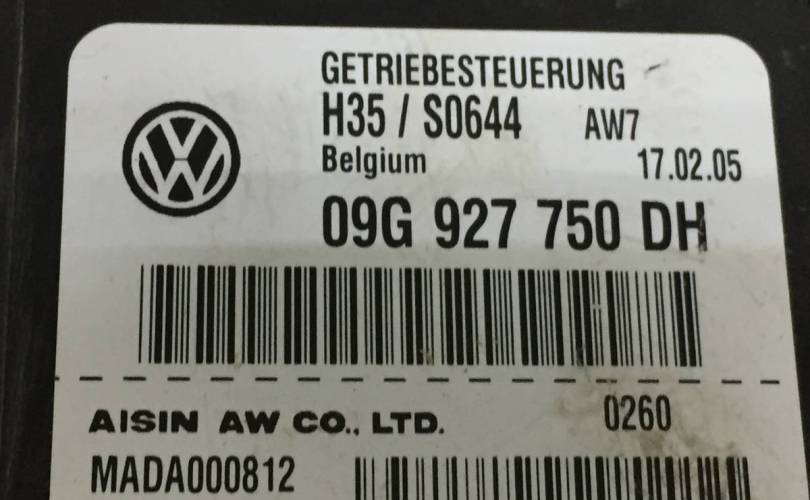 GETRIEBESTEUERUNG
H35 / S0644 AW7
Belgium 17.02.05
09G 927 750 DH
AISIN AW CO., LTD. 0260
MADA000812